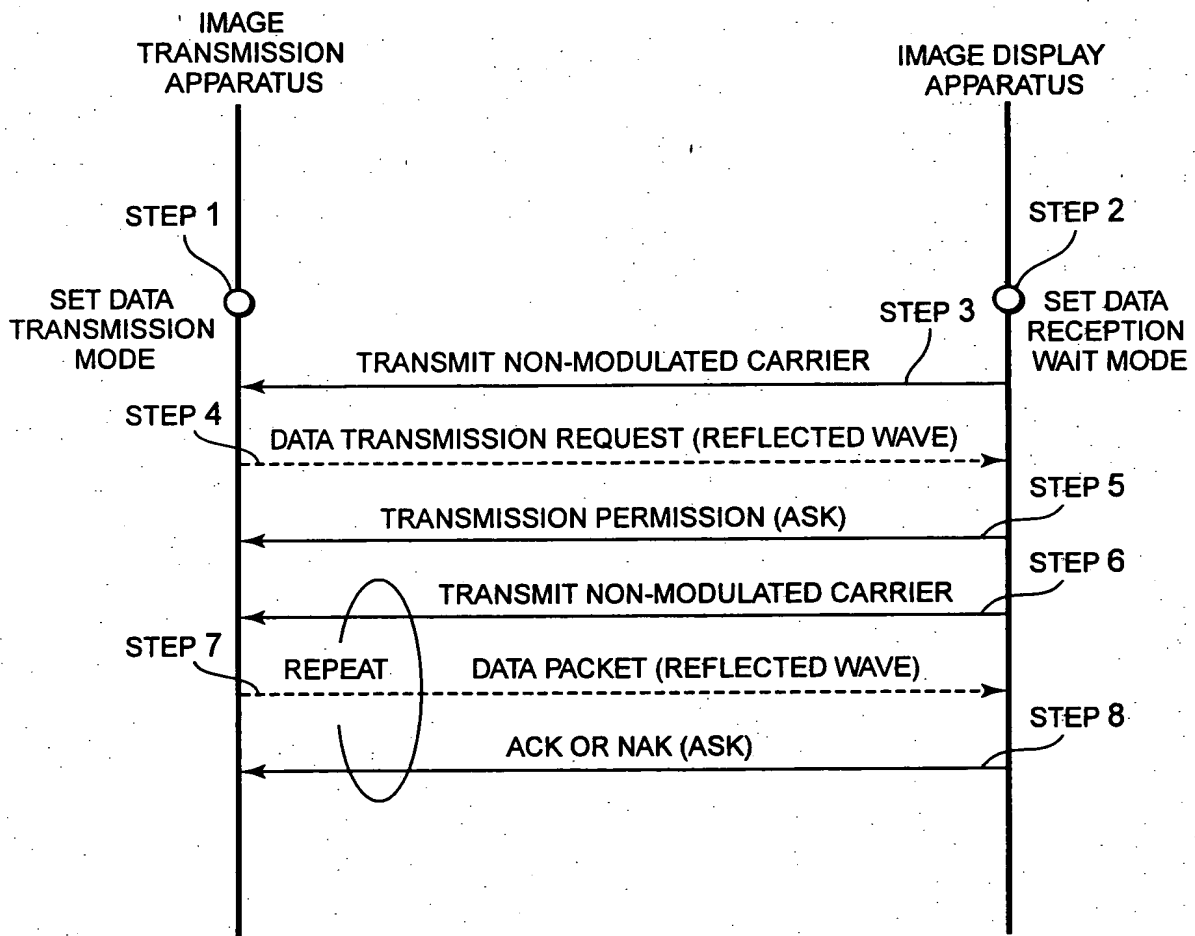 IMAGE
TRANSMISSION
APPARATUS
IMAGE DISPLAY
APPARATUS
STEP 1
STEP 2
SET DATA
TRANSMISSION
MODE
SET DATA
RECEPTION
WAIT MODE
STEP 3
TRANSMIT NON-MODULATED CARRIER
STEP 4
DATA TRANSMISSION REQUEST (REFLECTED WAVE)
STEP 5
TRANSMISSION PERMISSION (ASK)
STEP 6
TRANSMIT NON-MODULATED CARRIER
STEP 7
REPEAT
DATA PACKET (REFLECTED WAVE)
STEP 8
ACK OR NAK (ASK)